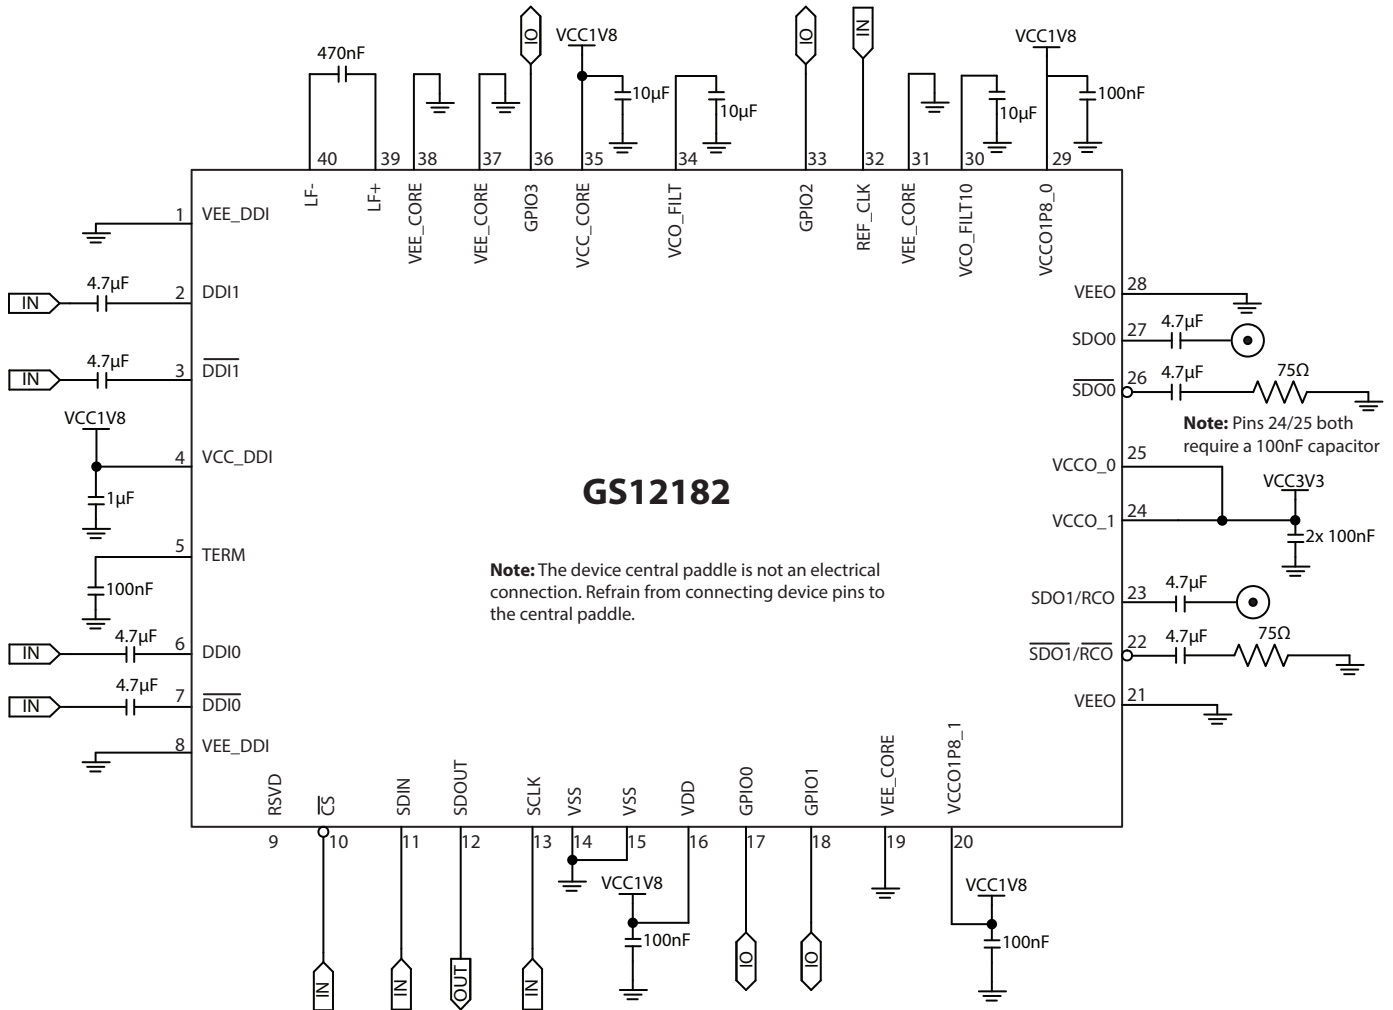 IO
VCC1V8
IO
IN
VCC1V8
470nF
10μF
10μF
10μF
100nF
40
39
38
37
36
35
34
33
32
31
30
29
LF-
LF+
VEE_CORE
VEE_CORE
GPIO3
VCC_CORE
VCO_FILT
GPIO2
REF_CLK
VEE_CORE
VCO_FILT10
VCCO1P8_0
1 VEE_DDI
IN 4.7μF 2 DDI1
IN 4.7μF 3 DDI1
VCC1V8
4 VCC_DDI
1μF
5 TERM
100nF
IN 4.7μF 6 DDI0
IN 4.7μF 7 DDI0
8 VEE_DDI
GS12182
Note: The device central paddle is not an electrical
connection. Refrain from connecting device pins to
the central paddle.
VEEO 28
SDO0 27 4.7μF
SDO0 26 4.7μF 75Ω
Note: Pins 24/25 both
require a 100nF capacitor
VCCO_0 25
VCC3V3
VCCO_1 24
2x 100nF
SDO1/RCO 23 4.7μF
SDO1/RCO 22 4.7μF 75Ω
VEEO 21
RSVD
CS
SDIN
SDOUT
SCLK
VSS
VSS
VDD
GPIO0
GPIO1
VEE_CORE
VCCO1P8_1
9
10
11
12
13
14
15
16
17
18
19
20
VCC1V8
VCC1V8
100nF
100nF
IN
IN
OUT
IN
IO
IO